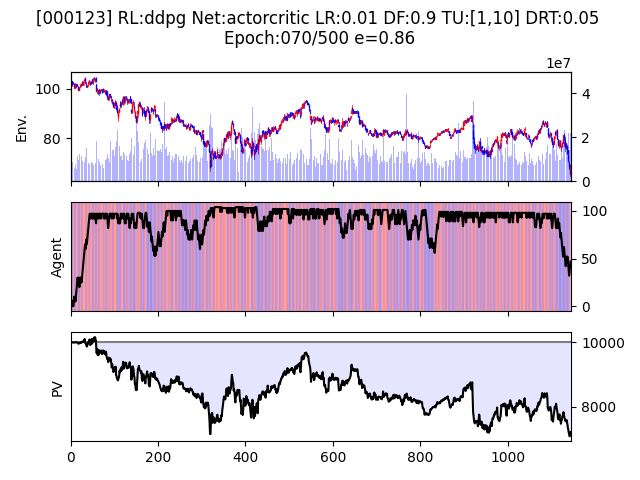 [000123] RL:ddpg Net:actorcritic LR:0.01 DF:0.9 TU:[1,10] DRT:0.05
Epoch:070/500 e=0.86
1e7
100
80
Env.
4
2
0
Agent
100
50
0
PV
10000
8000
0 200 400 600 800 1000